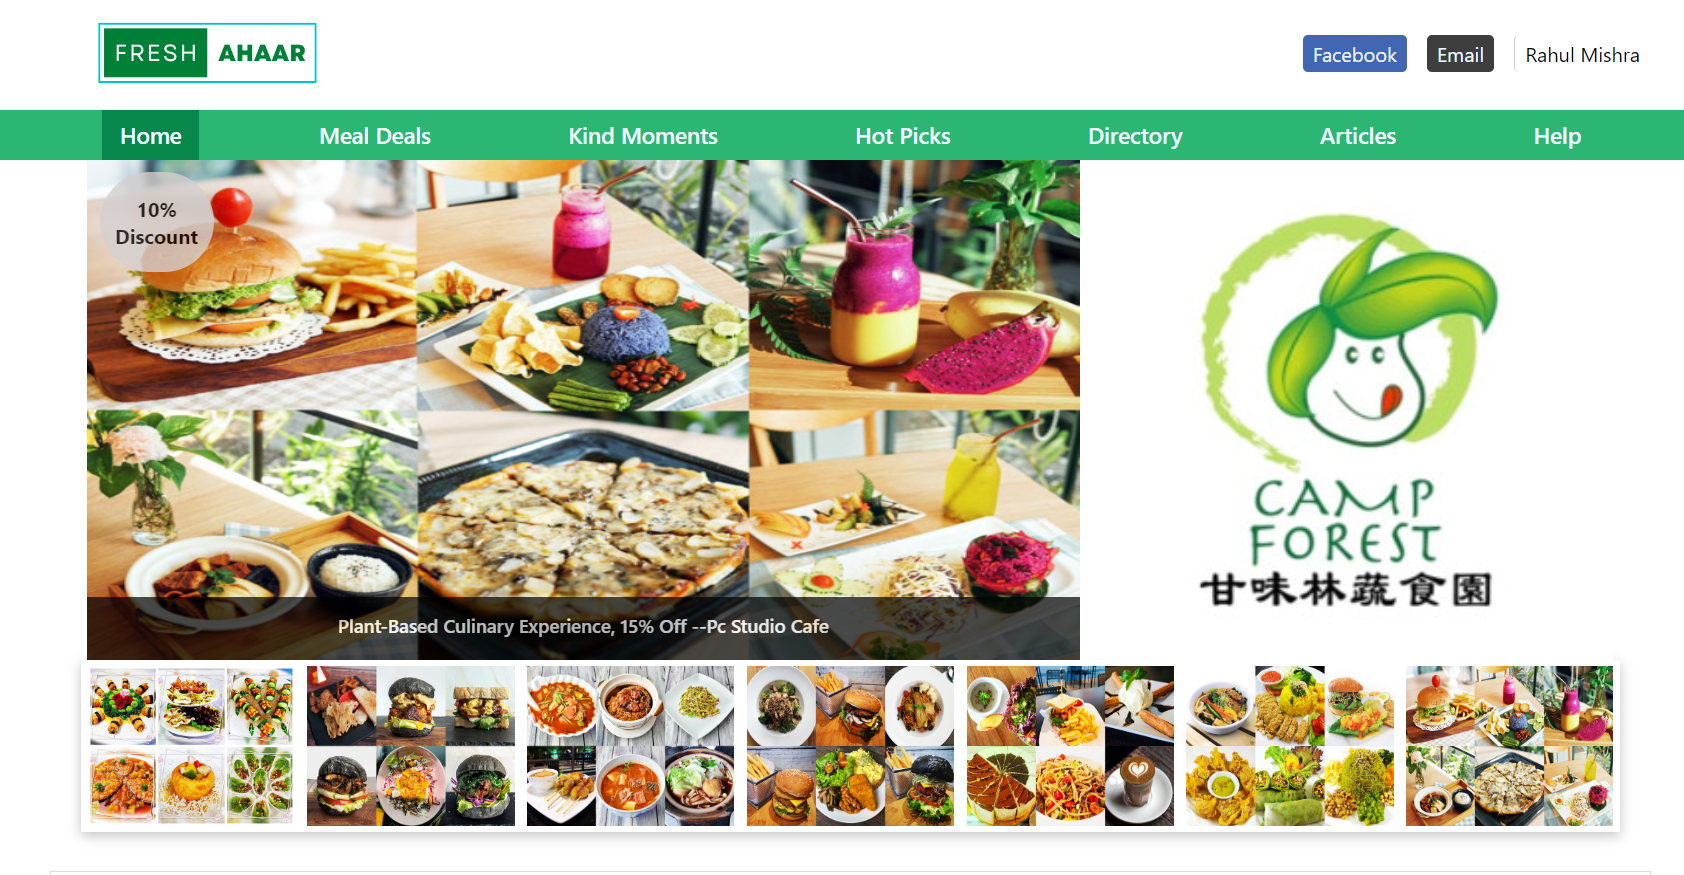 FRESH AHAAR
Facebook
Email
Rahul Mishra
Home
Meal Deals
Kind Moments
Hot Picks
Directory
Articles
Help
10%
Discount
Plant-Based Culinary Experience, 15% Off --Pc Studio Cafe
CAMP
FOREST
甘味林蔬食園